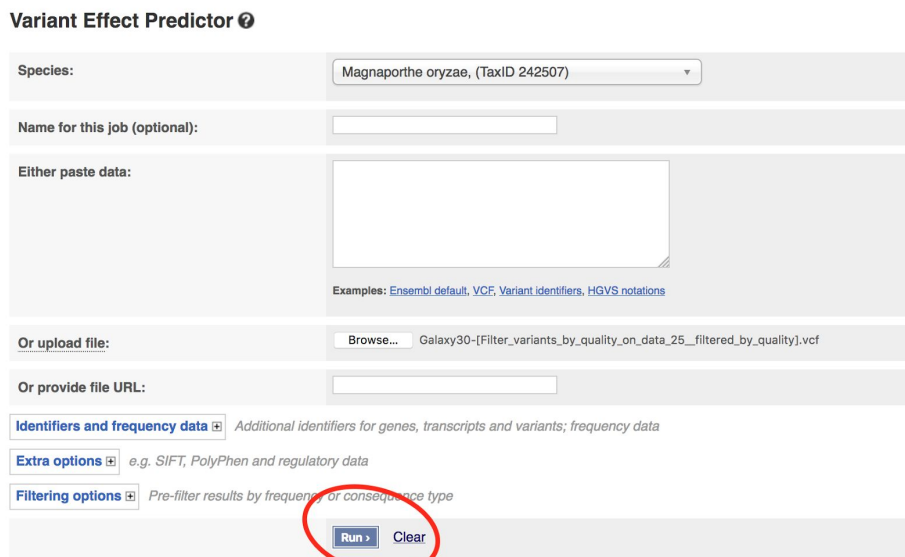 Variant Effect Predictor ?
Species:
Magnaporthe oryzae, (TaxID 242507)
Name for this job (optional):
Either paste data:
Examples: Ensembl default, VCF, Variant identifiers, HGVS notations
Or upload file:
Browse... Galaxy30-[Filter_variants_by_quality_on_data_25__filtered_by_quality].vcf
Or provide file URL:
Identifiers and frequency data + Additional identifiers for genes, transcripts and variants; frequency data
Extra options + e.g. SIFT, PolyPhen and regulatory data
Filtering options + Pre-filter results by frequency or consequence type
Run › Clear